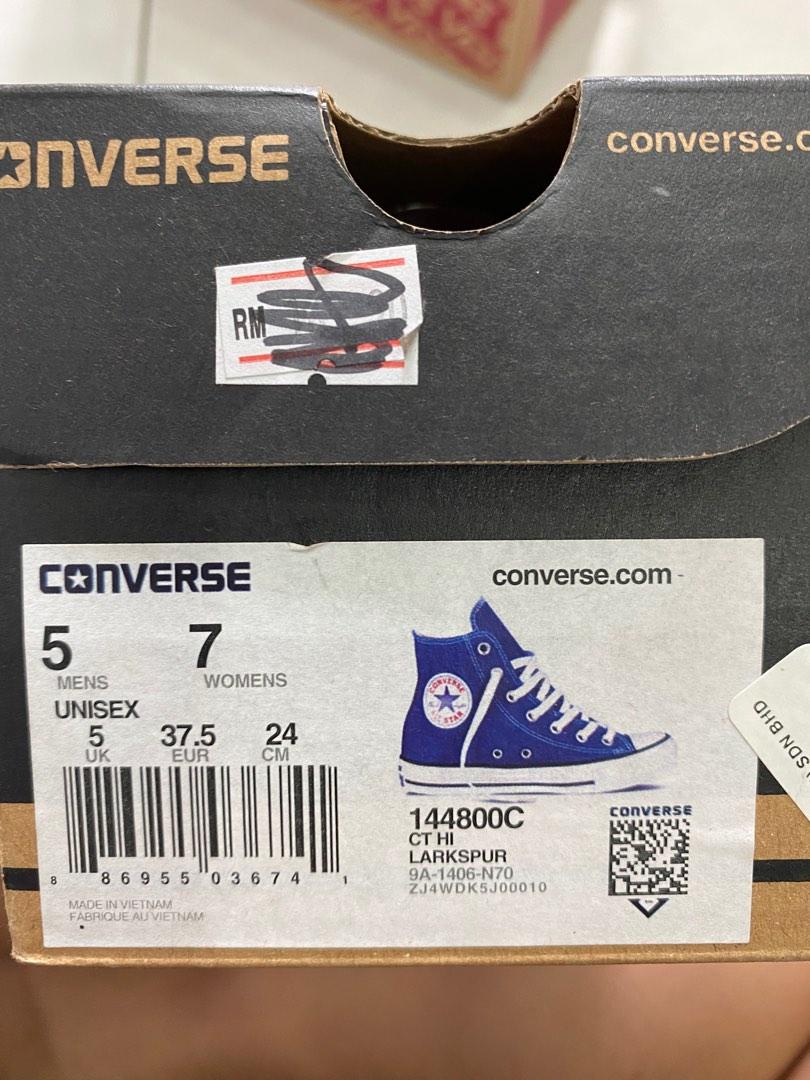 ONVERSE
converse.c
RM
CONVERSE
converse.com
5 7
MENS WOMENS
UNISEX
5 37.5 24
UK EUR CM
CONVERSE
ALL STAR
8 86955 03674 1
MADE IN VIETNAM
FABRIQUE AU VIETNAM
144800C
CT HI
LARKSPUR
9A-1406-N70
ZJ4WDK5J00010
CONVERSE
SDN BHD